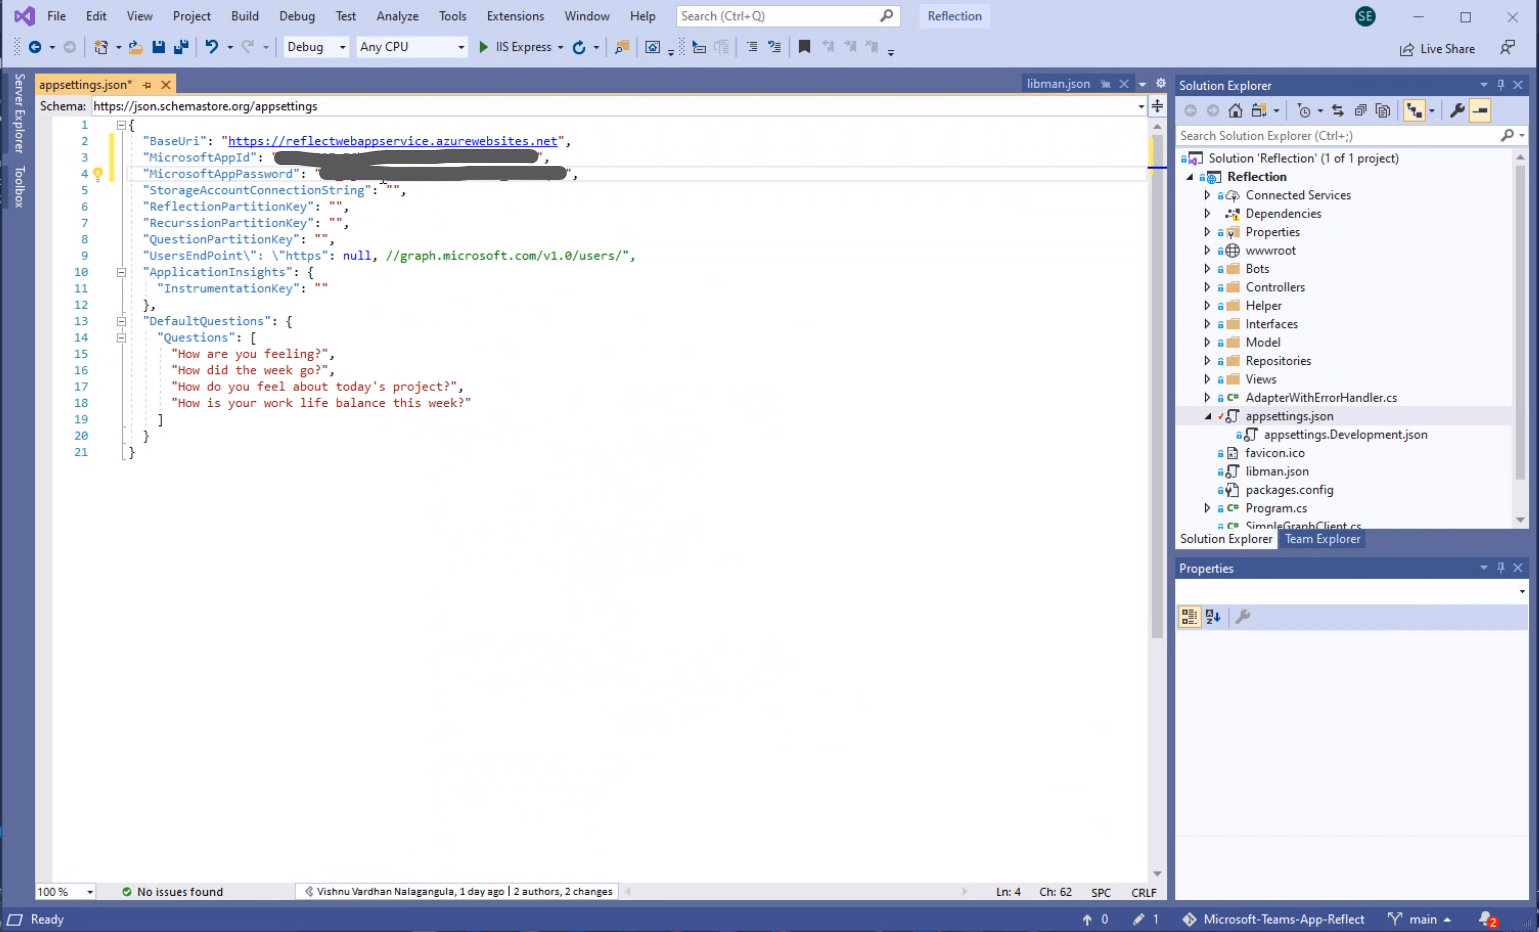 File Edit View Project Build Debug Test Analyze Tools Extensions Window Help Search (Ctrl+Q) Reflection SE
Debug Any CPU IIS Express Live Share
Server Explorer
Toolbox
appsettings.json* libman.json
Schema: https://json.schemastore.org/appsettings
1 {
2 "BaseUri": "https://reflectwebappservice.azurewebsites.net",
3 "MicrosoftAppId": "",
4 "MicrosoftAppPassword": "",
5 "StorageAccountConnectionString": "",
6 "ReflectionPartitionKey": "",
7 "RecurssionPartitionKey": "",
8 "QuestionPartitionKey": "",
9 "UsersEndPoint\": \"https": null, //graph.microsoft.com/v1.0/users/",
10 "ApplicationInsights": {
11 "InstrumentationKey": ""
12 },
13 "DefaultQuestions": {
14 "Questions": [
15 "How are you feeling?",
16 "How did the week go?",
17 "How do you feel about today's project?",
18 "How is your work life balance this week?"
19 ]
20 }
21 }
Solution Explorer
Search Solution Explorer (Ctrl+;)
Solution 'Reflection' (1 of 1 project)
Reflection
Connected Services
Dependencies
Properties
wwwroot
Bots
Controllers
Helper
Interfaces
Model
Repositories
Views
AdapterWithErrorHandler.cs
appsettings.json
appsettings.Development.json
favicon.ico
libman.json
packages.config
Program.cs
SimpleGraphClient.cs
Solution Explorer Team Explorer
Properties
100 % No issues found Vishnu Vardhan Nalagangula, 1 day ago | 2 authors, 2 changes Ln: 4 Ch: 62 SPC CRLF
Ready 0 1 Microsoft-Teams-App-Reflect main 2